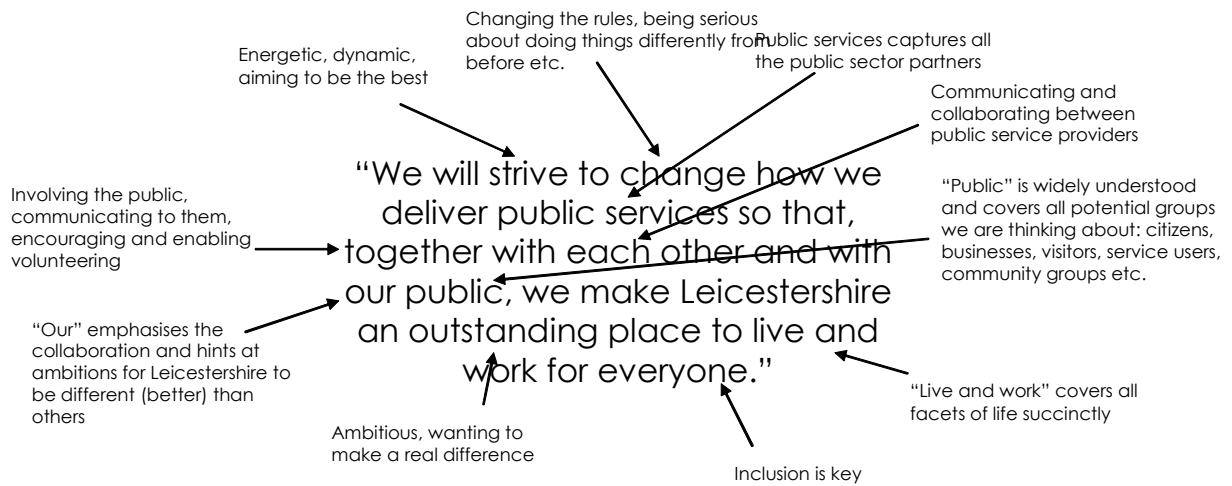 Changing the rules, being serious
about doing things differently from
before etc.
Public services captures all
the public sector partners
Energetic, dynamic,
aiming to be the best
Communicating and
collaborating between
public service providers
“We will strive to change how we
deliver public services so that,
together with each other and with
our public, we make Leicestershire
an outstanding place to live and
work for everyone.”
Involving the public,
communicating to them,
encouraging and enabling
volunteering
“Public” is widely understood
and covers all potential groups
we are thinking about: citizens,
businesses, visitors, service users,
community groups etc.
“Our” emphasises the
collaboration and hints at
ambitions for Leicestershire to
be different (better) than
others
“Live and work” covers all
facets of life succinctly
Ambitious, wanting to
make a real difference
Inclusion is key